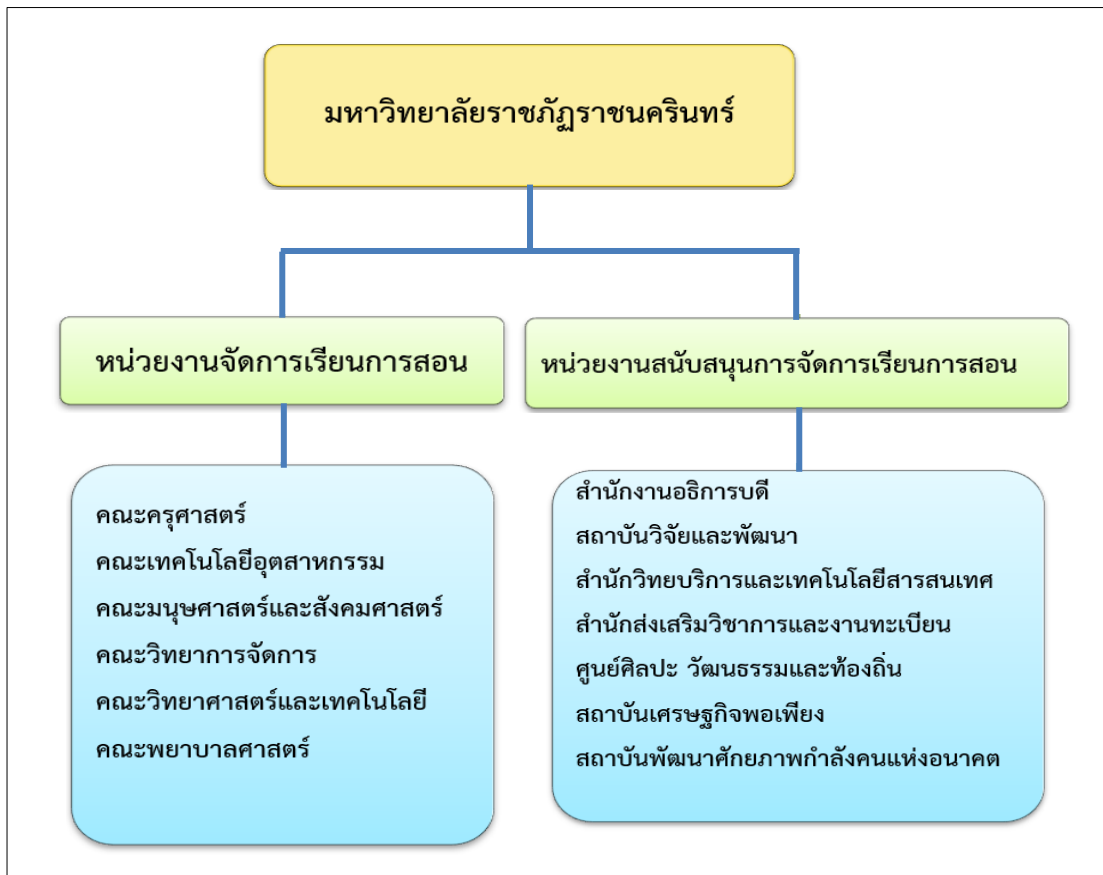 มหาวิทยาลัยราชภัฏราชนครินทร์
หน่วยงานจัดการเรียนการสอน
หน่วยงานสนับสนุนการจัดการเรียนการสอน
คณะครุศาสตร์
คณะเทคโนโลยีอุตสาหกรรม
คณะมนุษศาสตร์และสังคมศาสตร์
คณะวิทยาการจัดการ
คณะวิทยาศาสตร์และเทคโนโลยี
คณะพยาบาลศาสตร์
สำนักงานอธิการบดี
สถาบันวิจัยและพัฒนา
สำนักวิทยบริการและเทคโนโลยีสารสนเทศ
สำนักส่งเสริมวิชาการและงานทะเบียน
ศูนย์ศิลปะ วัฒนธรรมและท้องถิ่น
สถาบันเศรษฐกิจพอเพียง
สถาบันพัฒนาศักยภาพกำลังคนแห่งอนาคต